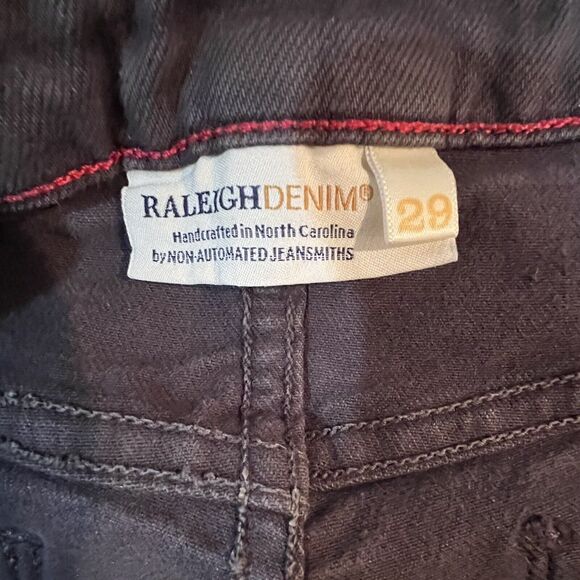 RALEIGHDENIM®
29
Handcrafted in North Carolina
by NON-AUTOMATED JEANSMITHS